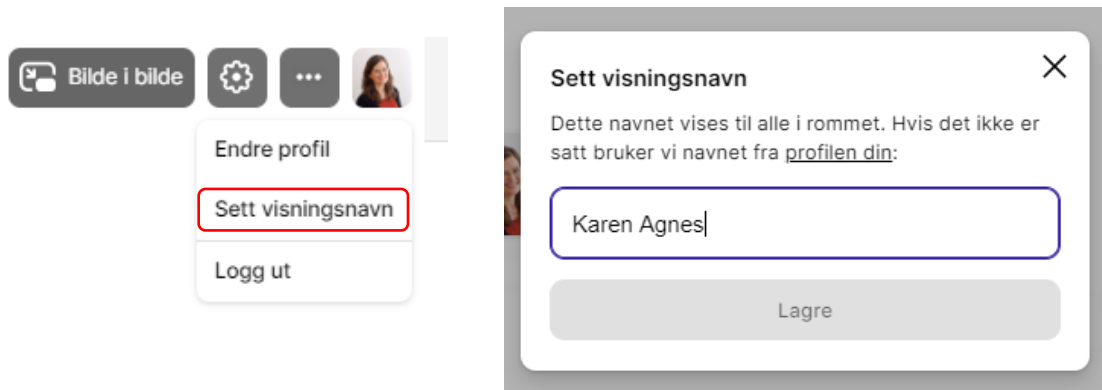 Bilde i bilde
Endre profil
Sett visningsnavn
Logg ut
Sett visningsnavn
Dette navnet vises til alle i rommet. Hvis det ikke er
satt bruker vi navnet fra profilen din:
Karen Agnes
Lagre